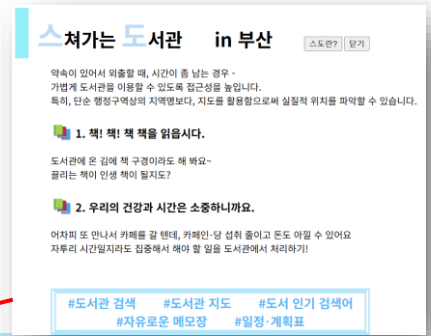 스쳐가는 도서관 in 부산 스도란? 닫기
약속이 있어서 외출할 때, 시간이 좀 남는 경우 -
가볍게 도서관을 이용할 수 있도록 접근성을 높입니다.
특히, 단순 행정구역상의 지역명보다, 지도를 활용함으로써 실질적 위치를 파악할 수 있습니다.
1. 책! 책! 책 책을 읽읍시다.
도서관에 온 김에 책 구경이라도 해 봐요~
끌리는 책이 인생 책이 될지도?
2. 우리의 건강과 시간은 소중하니까요.
어차피 또 만나서 카페를 갈 텐데, 카페인·당 섭취 줄이고 돈도 아낄 수 있어요
자투리 시간일지라도 집중해서 해야 할 일을 도서관에서 처리하기!
#도서관 검색 #도서관 지도 #도서 인기 검색어
#자유로운 메모장 #일정·계획표